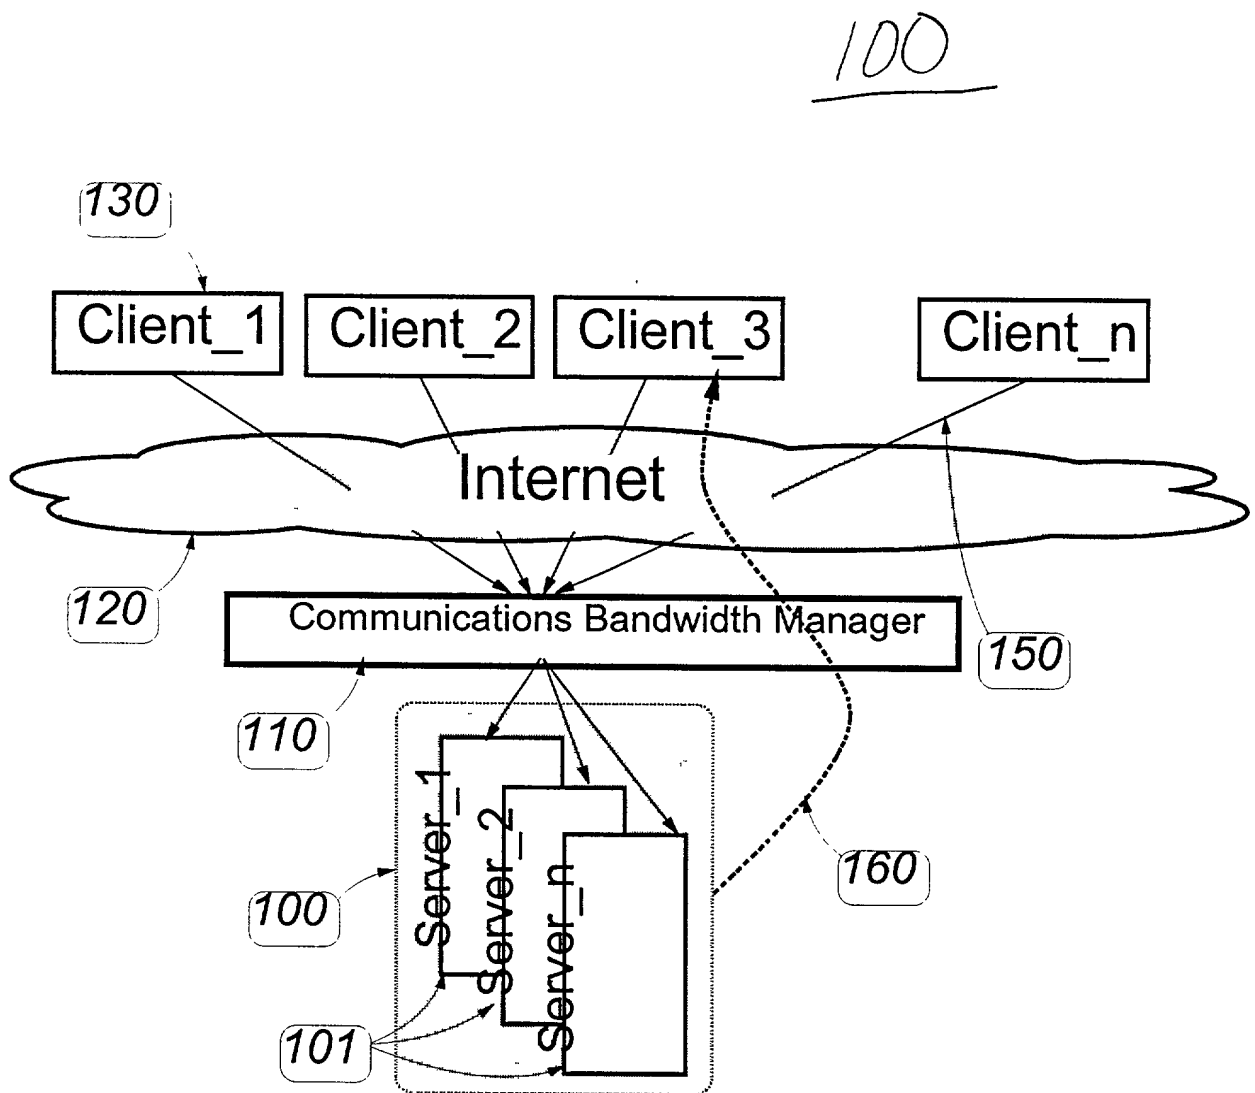 100
130
Client_1
Client_2
Client_3
Client_n
Internet
120
Communications Bandwidth Manager
150
110
Server_1
Server_2
Server_n
160
100
101